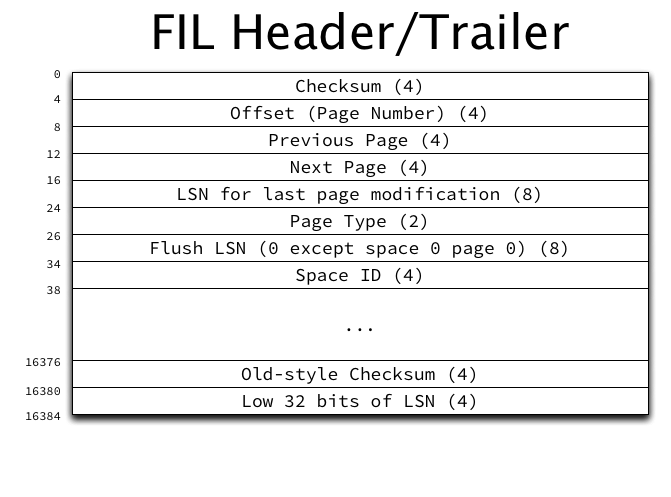 FIL Header/Trailer
0
Checksum (4)
4
Offset (Page Number) (4)
8
Previous Page (4)
12
Next Page (4)
16
LSN for last page modification (8)
24
Page Type (2)
26
Flush LSN (0 except space 0 page 0) (8)
34
Space ID (4)
38
...
16376
Old-style Checksum (4)
16380
Low 32 bits of LSN (4)
16384